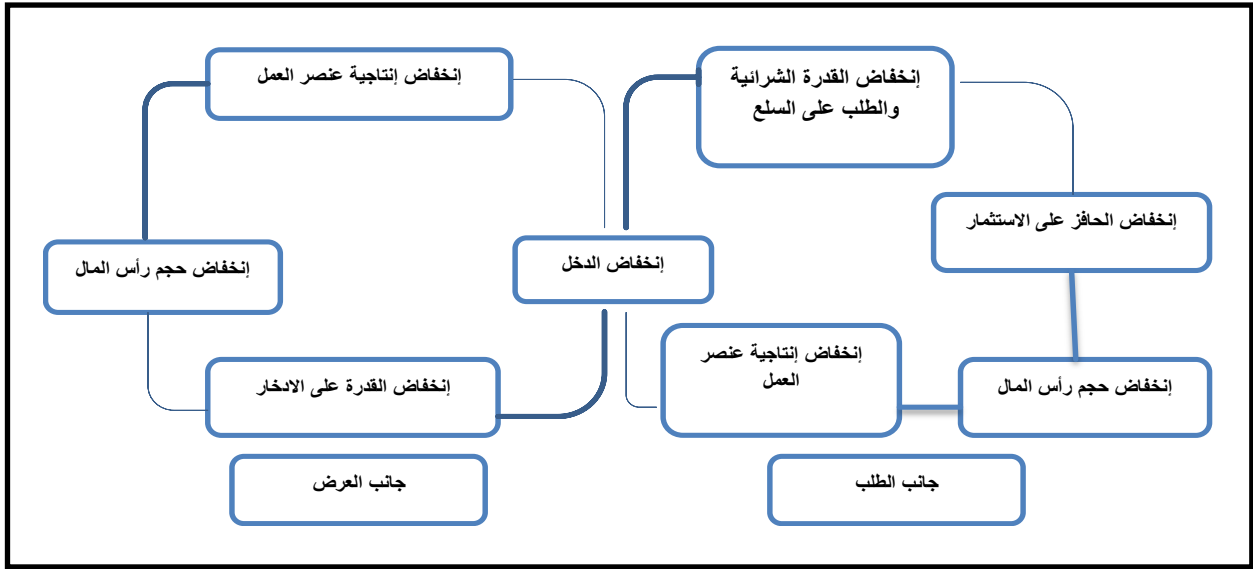 إنخفاض القدرة الشرائية
والطلب على السلع
إنخفاض إنتاجية عنصر العمل
إنخفاض الحافز على الاستثمار
إنخفاض الدخل
إنخفاض حجم رأس المال
إنخفاض إنتاجية عنصر
العمل
إنخفاض حجم رأس المال
إنخفاض القدرة على الادخار
جانب الطلب
جانب العرض